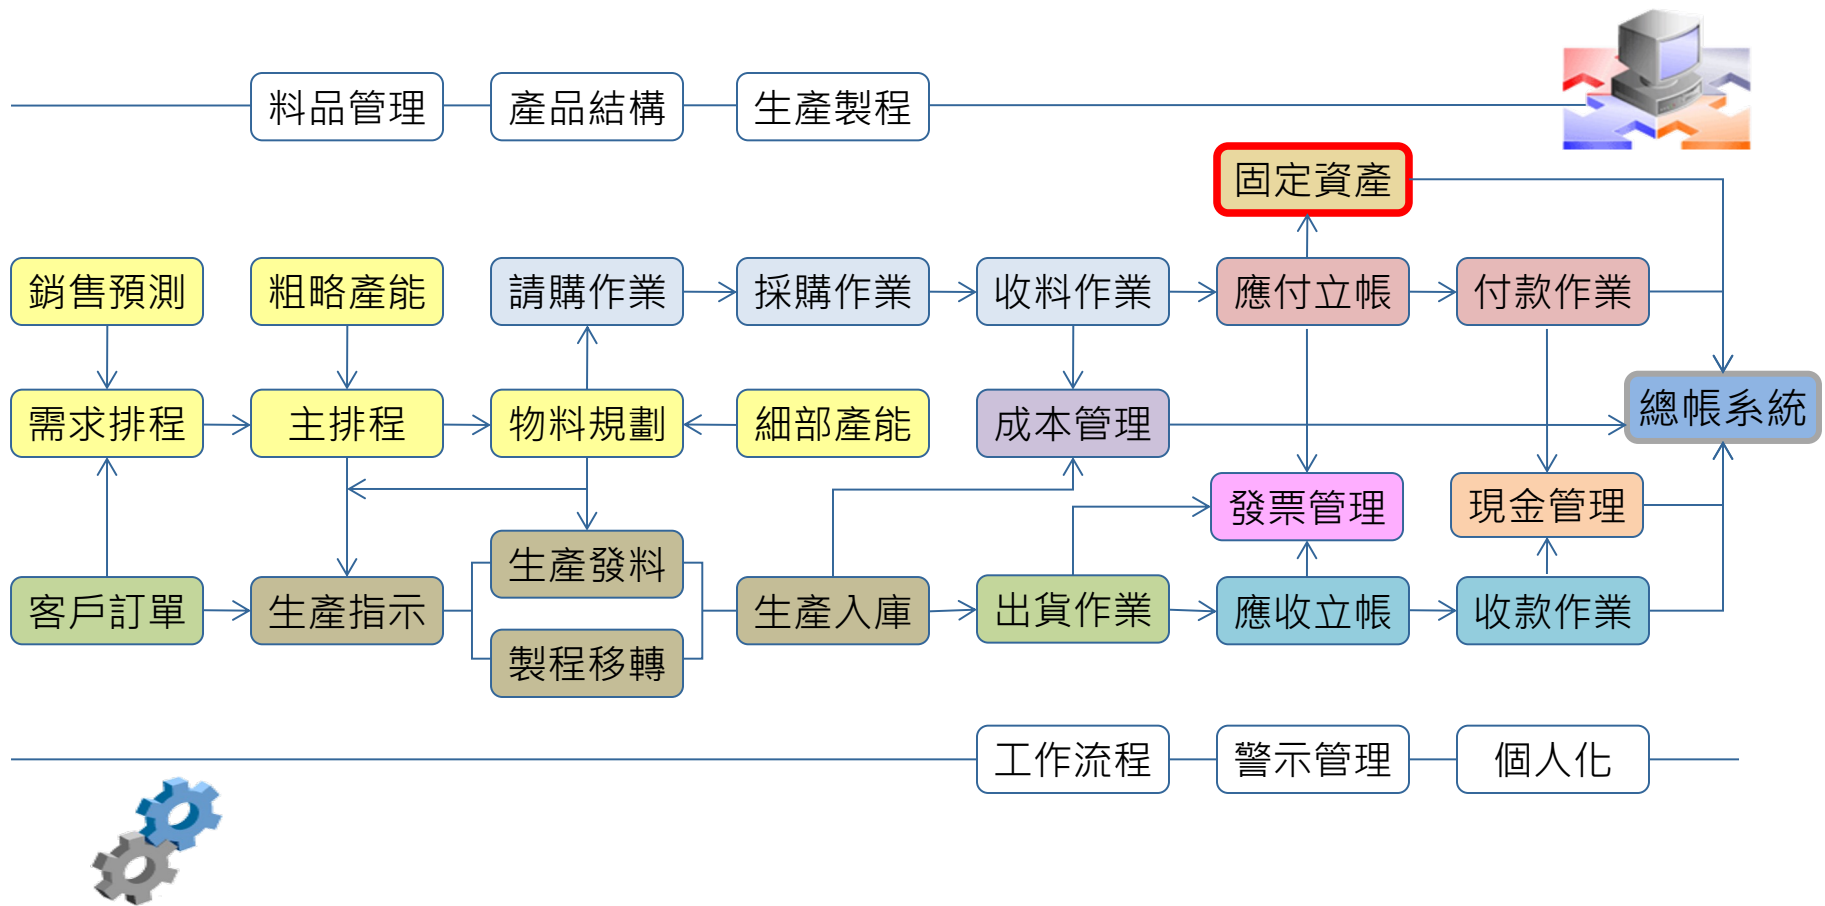 料品管理
產品結構
生產製程
固定資產
銷售預測
粗略產能
請購作業
採購作業
收料作業
應付立帳
付款作業
需求排程
主排程
物料規劃
細部產能
成本管理
總帳系統
發票管理
現金管理
生產發料
客戶訂單
生產指示
生產入庫
出貨作業
應收立帳
收款作業
製程移轉
工作流程
警示管理
個人化